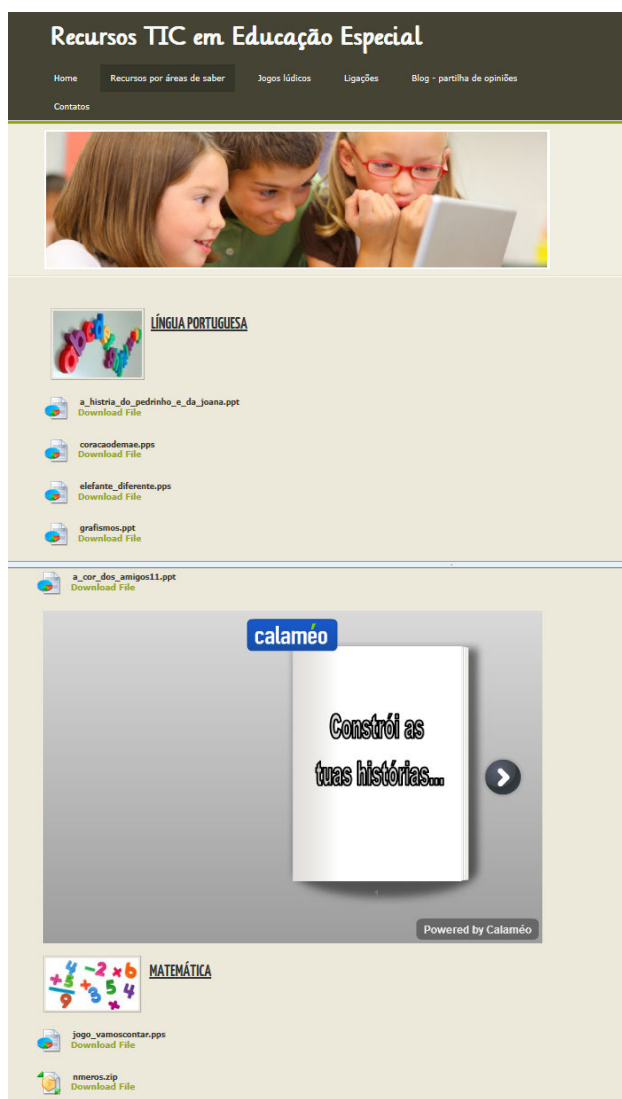 Recursos TIC em Educação Especial
Home Recursos por áreas de saber Jogos lúdicos Ligações Blog - partilha de opiniões
Contatos
LÍNGUA PORTUGUESA
a_histria_do_pedrinho_e_da_joana.ppt
Download File
coracaodemae.pps
Download File
elefante_diferente.pps
Download File
grafismos.ppt
Download File
a_cor_dos_amigos11.ppt
Download File
calaméo
Constrói as
tuas histórias...
Powered by Calaméo
MATEMÁTICA
jogo_vamoscontar.pps
Download File
nmeros.zip
Download File